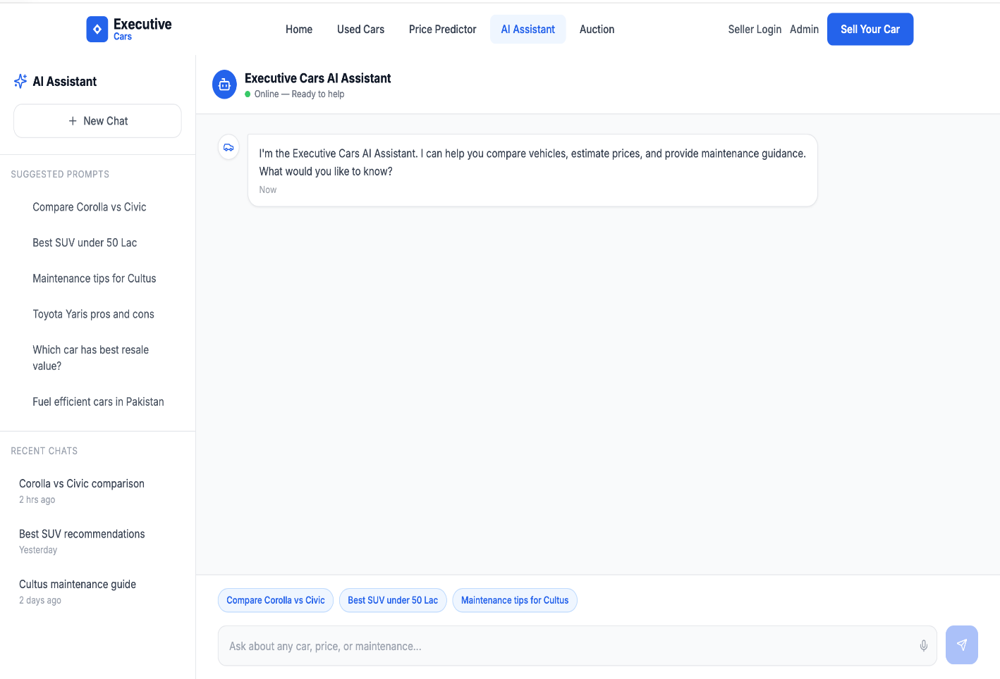 Executive
Cars
Home
Used Cars
Price Predictor
AI Assistant
Auction
Seller Login
Admin
Sell Your Car
AI Assistant
New Chat
SUGGESTED PROMPTS
Compare Corolla vs Civic
Best SUV under 50 Lac
Maintenance tips for Cultus
Toyota Yaris pros and cons
Which car has best resale
value?
Fuel efficient cars in Pakistan
RECENT CHATS
Corolla vs Civic comparison
2 hrs ago
Best SUV recommendations
Yesterday
Cultus maintenance guide
2 days ago
Executive Cars AI Assistant
Online — Ready to help
I'm the Executive Cars AI Assistant. I can help you compare vehicles, estimate prices, and provide maintenance guidance.
What would you like to know?
Now
Compare Corolla vs Civic
Best SUV under 50 Lac
Maintenance tips for Cultus
Ask about any car, price, or maintenance...